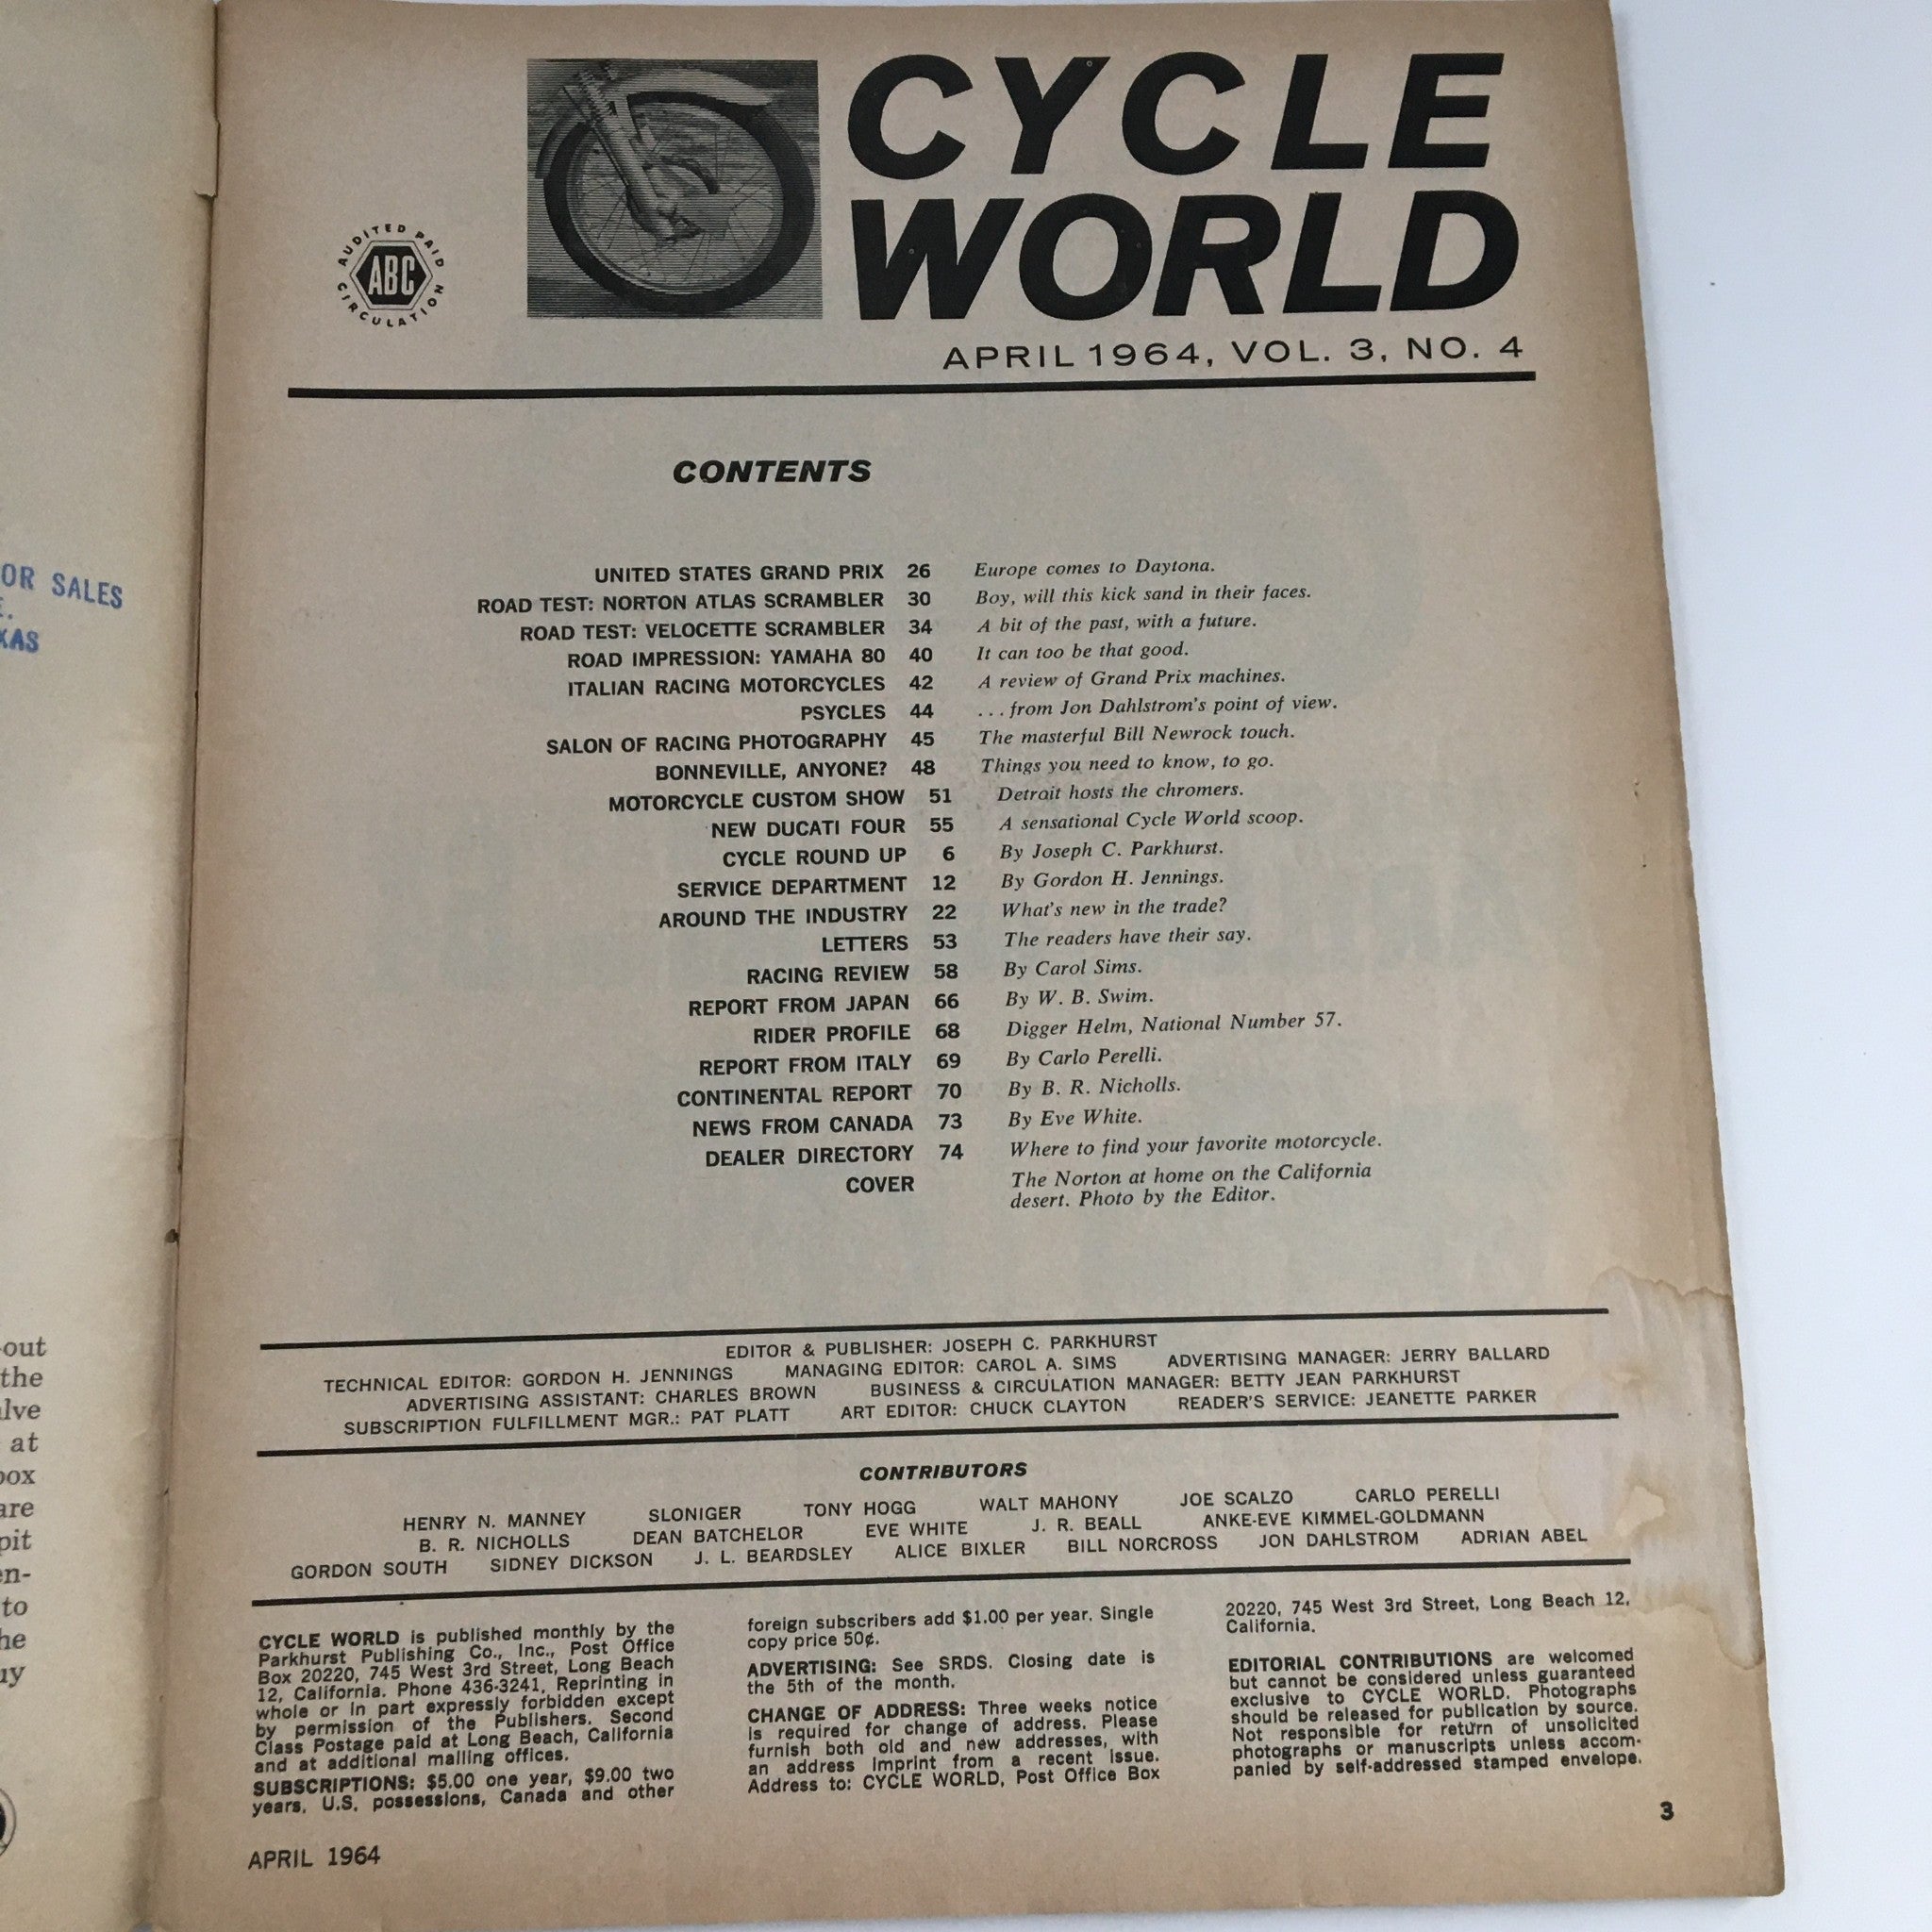 OR SALES
XAS
-out
the
at
are
to
AUDITED PAID
ABC
CIRCULATION
CYCLE
WORLD
APRIL 1964, VOL. 3, NO. 4
CONTENTS
UNITED STATES GRAND PRIX 26 Europe comes to Daytona.
ROAD TEST: NORTON ATLAS SCRAMBLER 30 Boy, will this kick sand in their faces.
ROAD TEST: VELOCETTE SCRAMBLER 34 A bit of the past, with a future.
ROAD IMPRESSION: YAMAHA 80 40 It can too be that good.
ITALIAN RACING MOTORCYCLES 42 A review of Grand Prix machines.
PSYCLES 44 ...from Jon Dahlstrom's point of view.
SALON OF RACING PHOTOGRAPHY 45 The masterful Bill Newrock touch.
BONNEVILLE, ANYONE? 48 Things you need to know, to go.
MOTORCYCLE CUSTOM SHOW 51 Detroit hosts the chromers.
NEW DUCATI FOUR 55 A sensational Cycle World scoop.
CYCLE ROUND UP 6 By Joseph C. Parkhurst.
SERVICE DEPARTMENT 12 By Gordon H. Jennings.
AROUND THE INDUSTRY 22 What's new in the trade?
LETTERS 53 The readers have their say.
RACING REVIEW 58 By Carol Sims.
REPORT FROM JAPAN 66 By W. B. Swim.
RIDER PROFILE 68 Digger Helm, National Number 57.
REPORT FROM ITALY 69 By Carlo Perelli.
CONTINENTAL REPORT 70 By B. R. Nicholls.
NEWS FROM CANADA 73 By Eve White.
DEALER DIRECTORY 74 Where to find your favorite motorcycle.
COVER The Norton at home on the California
desert. Photo by the Editor.
EDITOR & PUBLISHER: JOSEPH C. PARKHURST
TECHNICAL EDITOR: GORDON H. JENNINGS MANAGING EDITOR: CAROL A. SIMS ADVERTISING MANAGER: JERRY BALLARD
ADVERTISING ASSISTANT: CHARLES BROWN BUSINESS & CIRCULATION MANAGER: BETTY JEAN PARKHURST
SUBSCRIPTION FULFILLMENT MGR.: PAT PLATT ART EDITOR: CHUCK CLAYTON READER'S SERVICE: JEANETTE PARKER
CONTRIBUTORS
HENRY N. MANNEY SLONIGER TONY HOGG WALT MAHONY JOE SCALZO CARLO PERELLI
B. R. NICHOLLS DEAN BATCHELOR EVE WHITE J. R. BEALL ANKE-EVE KIMMEL-GOLDMANN
GORDON SOUTH SIDNEY DICKSON J. L. BEARDSLEY ALICE BIXLER BILL NORCROSS JON DAHLSTROM ADRIAN ABEL
CYCLE WORLD is published monthly by the
Parkhurst Publishing Co., Inc., Post Office
Box 20220, 745 West 3rd Street, Long Beach
12, California. Phone 436-3241. Reprinting in
whole or in part expressly forbidden except
by permission of the Publishers. Second
Class Postage paid at Long Beach, California
and at additional mailing offices.
SUBSCRIPTIONS: $5.00 one year, $9.00 two
years. U.S. possessions, Canada and other
foreign subscribers add $1.00 per year. Single
copy price 50¢.
ADVERTISING: See SRDS. Closing date is
the 5th of the month.
CHANGE OF ADDRESS: Three weeks notice
is required for change of address. Please
furnish both old and new addresses, with
an address imprint from a recent issue.
Address to: CYCLE WORLD, Post Office Box
20220, 745 West 3rd Street, Long Beach 12,
California.
EDITORIAL CONTRIBUTIONS are welcomed
but cannot be considered unless guaranteed
exclusive to CYCLE WORLD. Photographs
should be released for publication by source.
Not responsible for return of unsolicited
photographs or manuscripts unless accom-
panied by self-addressed stamped envelope.
3
APRIL 1964